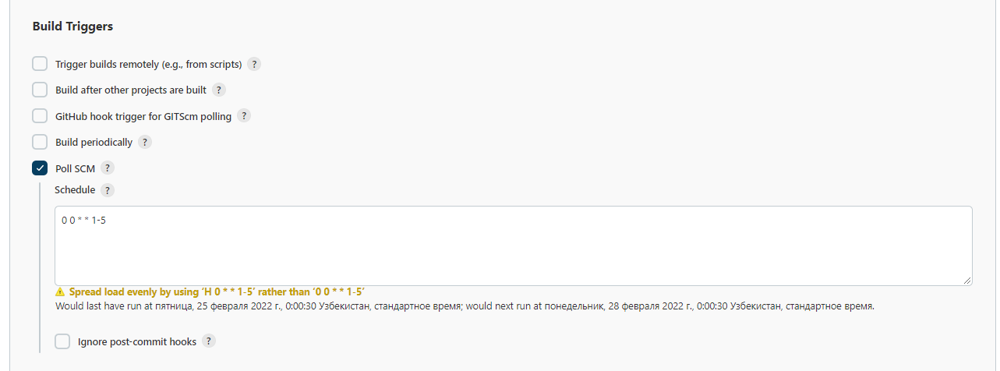 Build Triggers
Trigger builds remotely (e.g., from scripts) ?
Build after other projects are built ?
GitHub hook trigger for GITScm polling ?
Build periodically ?
Poll SCM ?
Schedule ?
0 0 * * 1-5
Spread load evenly by using ‘H 0 * * 1-5’ rather than ‘0 0 * * 1-5’
Would last have run at пятница, 25 февраля 2022 г., 0:00:30 Узбекистан, стандартное время; would next run at понедельник, 28 февраля 2022 г., 0:00:30 Узбекистан, стандартное время.
Ignore post-commit hooks ?